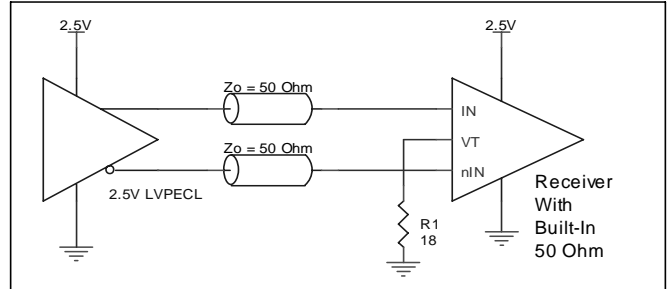 2.5V
2.5V
Zo = 50 Ohm
IN
VT
Zo = 50 Ohm
nIN
2.5V LVPECL
R1
18
Receiver
With
Built-In
50 Ohm